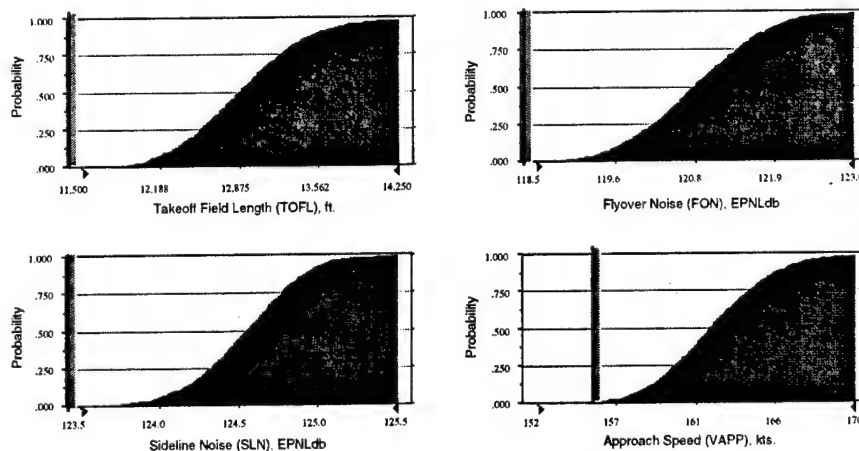 1.000
.750
.500
.250
.000
Probability
11,500 12,188 12,875 13,562 14,250
Takeoff Field Length (TOFL), ft.
1.000
.750
.500
.250
.000
Probability
118.5 119.6 120.8 121.9 123.0
Flyover Noise (FON), EPNLdb
1.000
.750
.500
.250
.000
Probability
123.5 124.0 124.5 125.0 125.5
Sideline Noise (SLN), EPNLdb
1.000
.750
.500
.250
.000
Probability
152 157 161 166 170
Approach Speed (VAPP), kts.